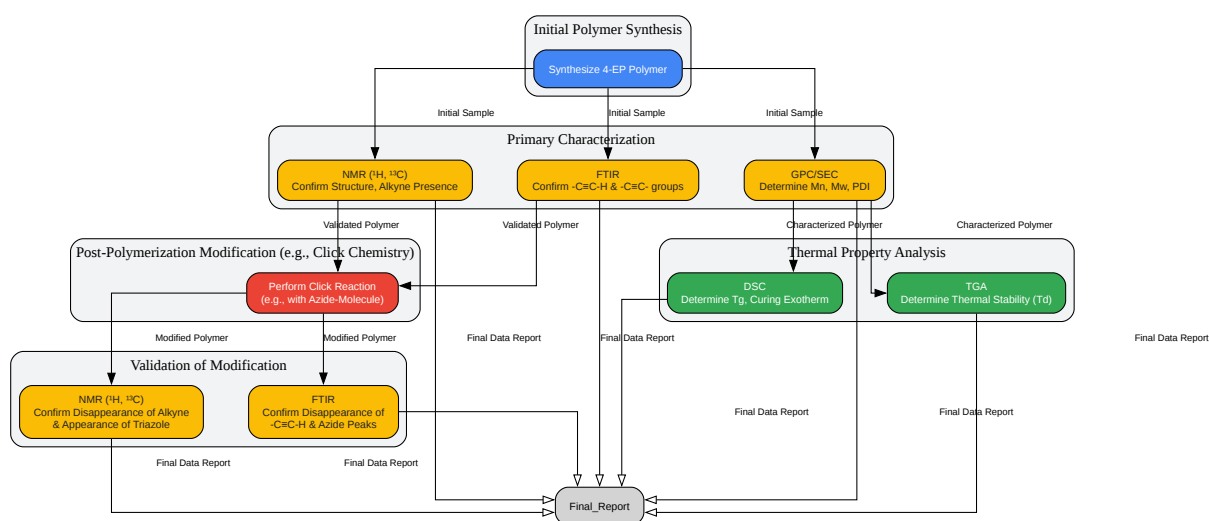 Initial Polymer Synthesis
Synthesize 4-EP Polymer
Initial Sample
Initial Sample
Initial Sample
Primary Characterization
NMR (¹H, ¹³C)
Confirm Structure, Alkyne Presence
FTIR
Confirm -C≡C-H & -C≡C- groups
GPC/SEC
Determine Mn, Mw, PDI
Validated Polymer
Validated Polymer
Characterized Polymer
Characterized Polymer
Post-Polymerization Modification (e.g., Click Chemistry)
Perform Click Reaction
(e.g., with Azide-Molecule)
Thermal Property Analysis
DSC
Determine Tg, Curing Exotherm
TGA
Determine Thermal Stability (Td)
Modified Polymer
Modified Polymer
Final Data Report
Final Data Report
Final Data Report
Validation of Modification
NMR (¹H, ¹³C)
Confirm Disappearance of Alkyne
& Appearance of Triazole
FTIR
Confirm Disappearance of
-C≡C-H & Azide Peaks
Final Data Report
Final Data Report
Final Data Report
Final Data Report
Final_Report